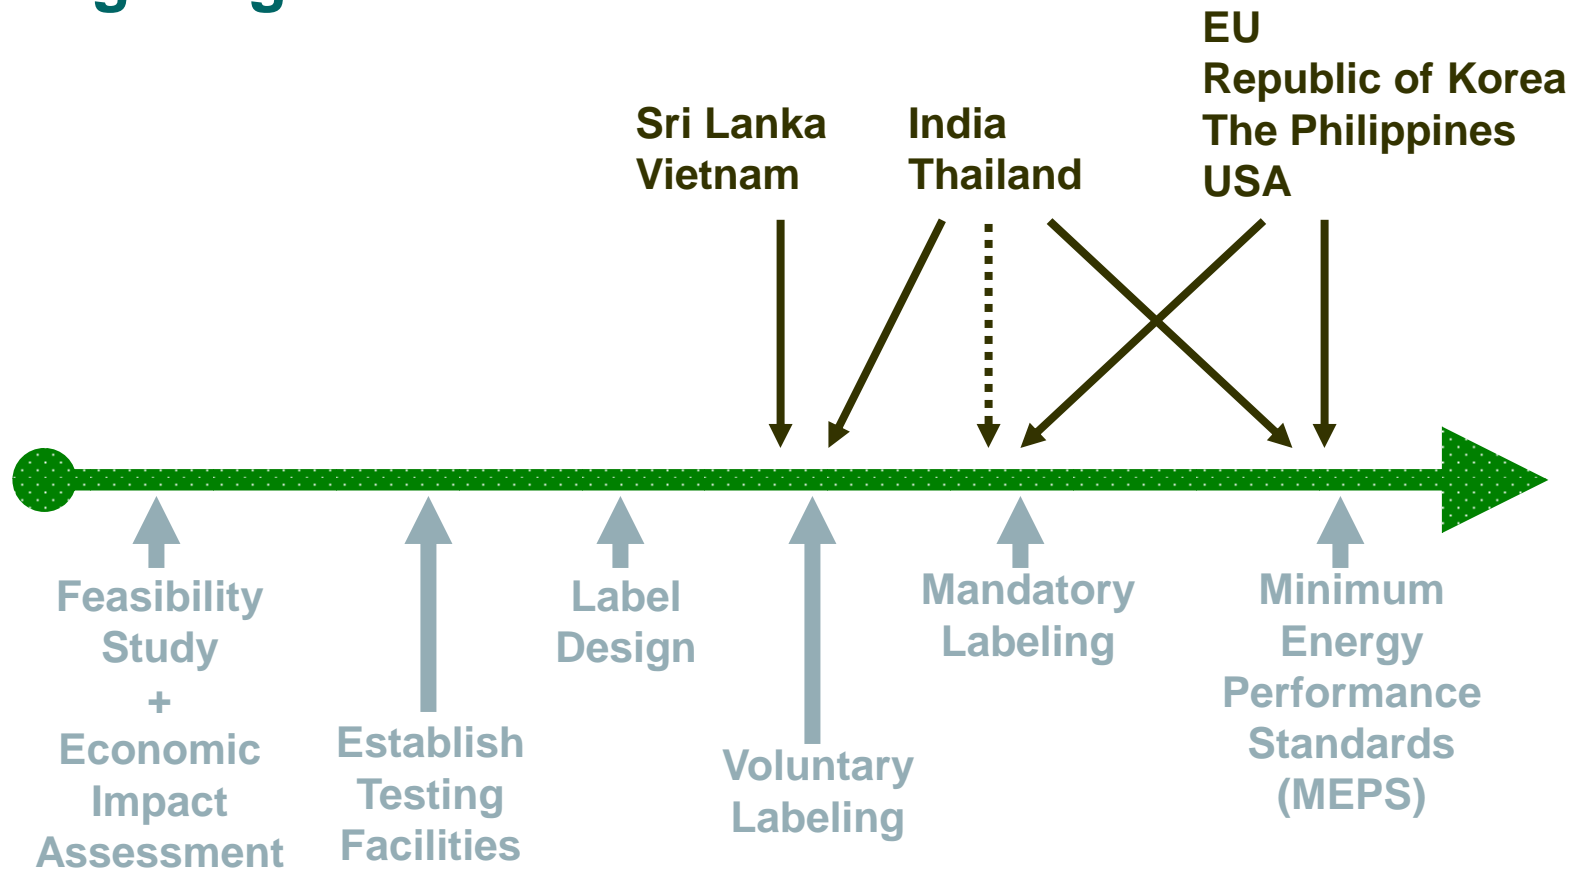 Sri Lanka
Vietnam
India
Thailand
EU
Republic of Korea
The Philippines
USA
Feasibility
Study
+
Economic
Impact
Assessment
Establish
Testing
Facilities
Label
Design
Voluntary
Labeling
Mandatory
Labeling
Minimum
Energy
Performance
Standards
(MEPS)